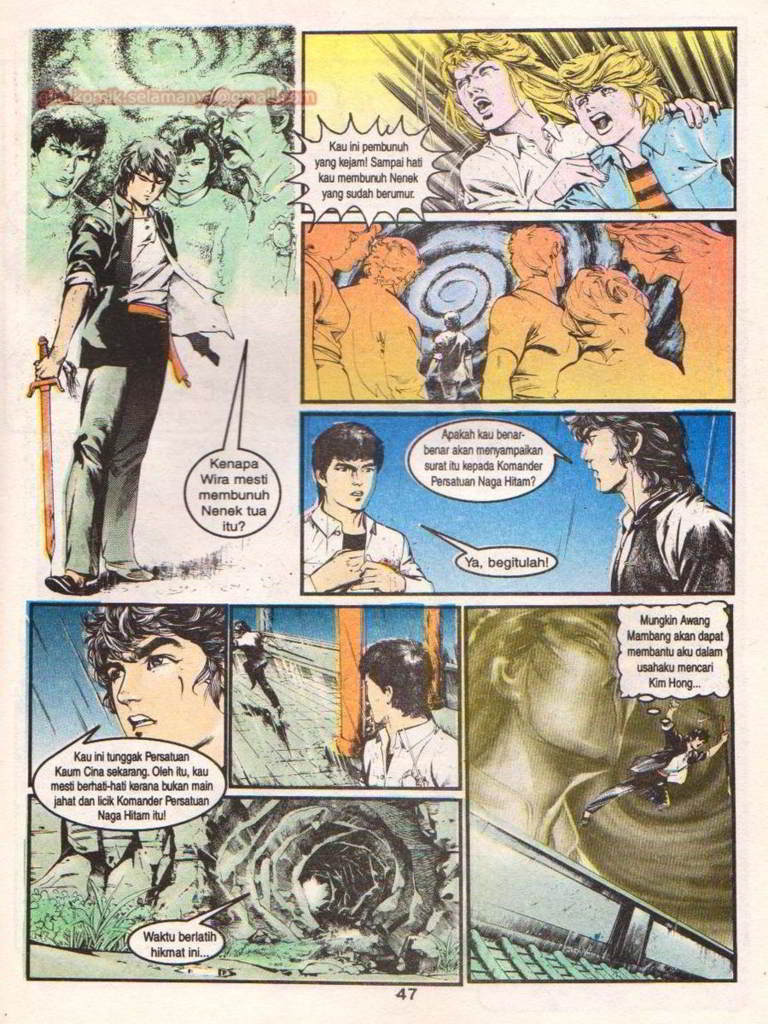 Kenapa
Wira mesti
membunuh
Nenek tua
itu?
Kau ini pembunuh
yang kejam! Sampai hati
kau membunuh Nenek
yang sudah berumur.
Apakah kau benar-
benar akan menyampaikan
surat itu kepada Komander
Persatuan Naga Hitam?
Ya, begitulah!
Kau ini tunggak Persatuan
Kaum Cina sekarang. Oleh itu, kau
mesti berhati-hati kerana bukan main
jahat dan licik Komander Persatuan
Naga Hitam itu!
Waktu berlatih
hikmat ini...
Mungkin Awang
Mambang akan dapat
membantu aku dalam
usahaku mencari
Kim Hong...
47